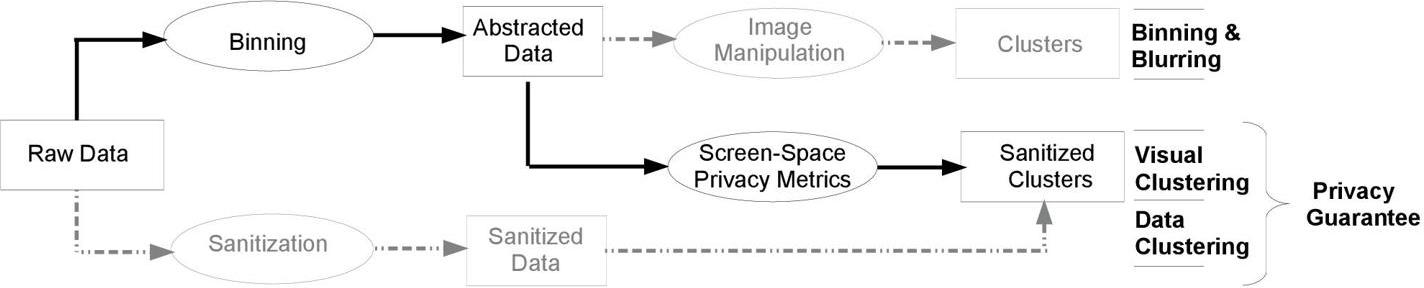 Binning
Abstracted
Data
Image
Manipulation
Clusters
Binning &
Blurring
Raw Data
Screen-Space
Privacy Metrics
Sanitized
Clusters
Visual
Clustering
Data
Clustering
Privacy
Guarantee
Sanitization
Sanitized
Data